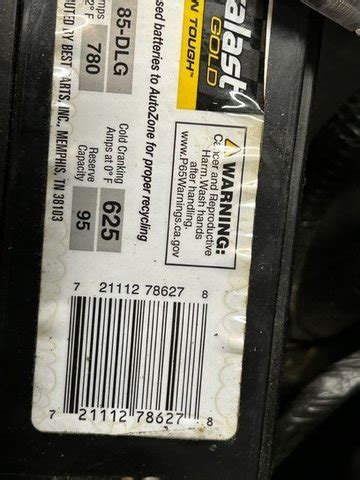 alast
GOLD
N TOUGH™
⚠ WARNING:
Cancer and Reproductive
Harm. Wash hands
after handling.
www.P65Warnings.ca.gov
sed batteries to AutoZone for proper recycling
85-DLG
Cold Cranking
Amps at 0° F
625
mps
2° F
780
Reserve
Capacity
95
UTED BY BEST PARTS, INC., MEMPHIS, TN 38103
7 21112 78627 8
7 21112 78627 8